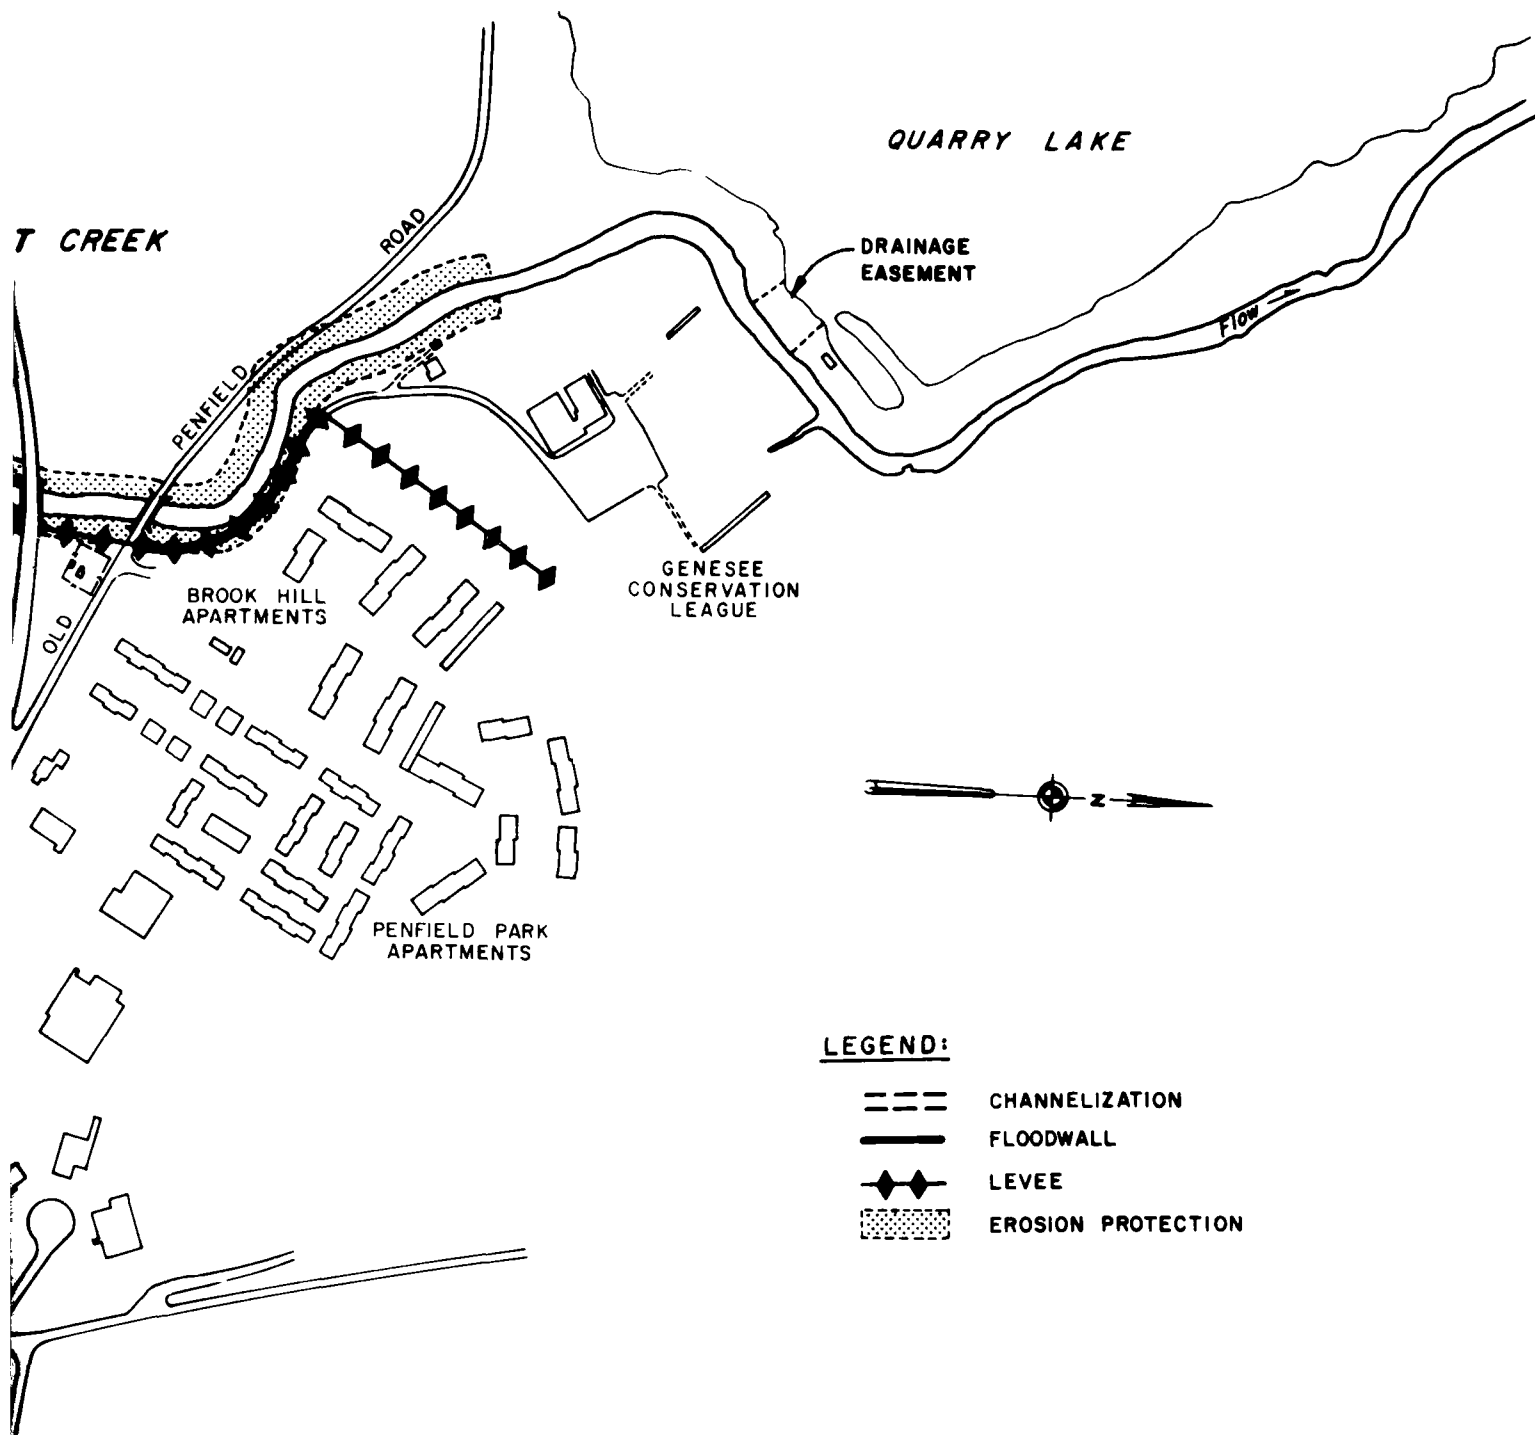 QUARRY LAKE
T CREEK
ROAD
DRAINAGE
EASEMENT
Flow
PENFIELD
OLD
BROOK HILL
APARTMENTS
GENESEE
CONSERVATION
LEAGUE
Z
PENFIELD PARK
APARTMENTS
LEGEND:
CHANNELIZATION
FLOODWALL
LEVEE
EROSION PROTECTION